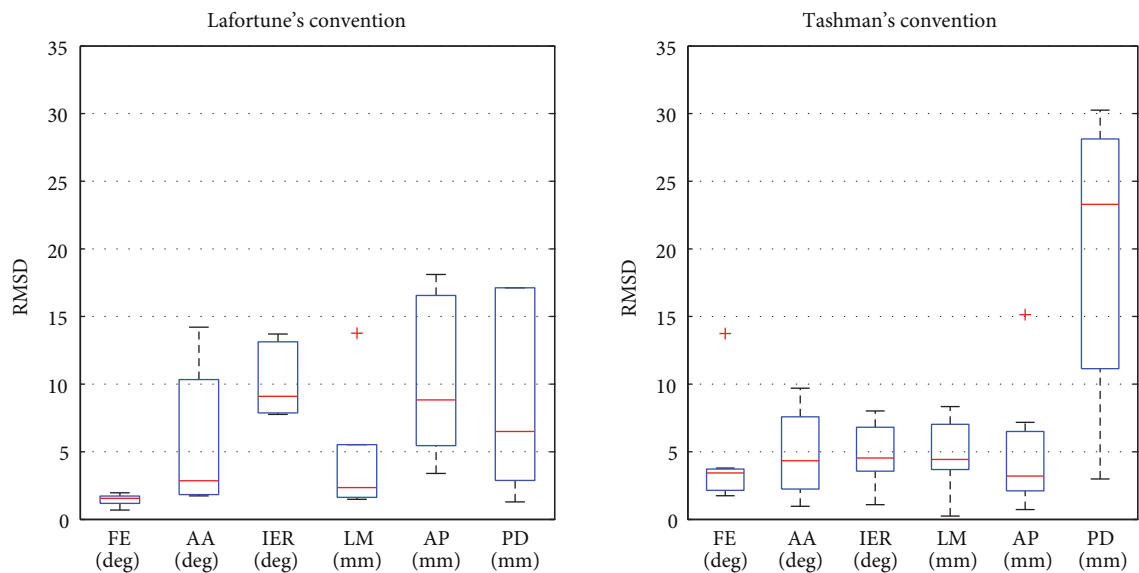 Lafortune's convention
35
30
25
20
15
10
5
0
RMSD
FE
(deg)
AA
(deg)
IER
(deg)
LM
(mm)
AP
(mm)
PD
(mm)
Tashman's convention
35
30
25
20
15
10
5
0
RMSD
FE
(deg)
AA
(deg)
IER
(deg)
LM
(mm)
AP
(mm)
PD
(mm)